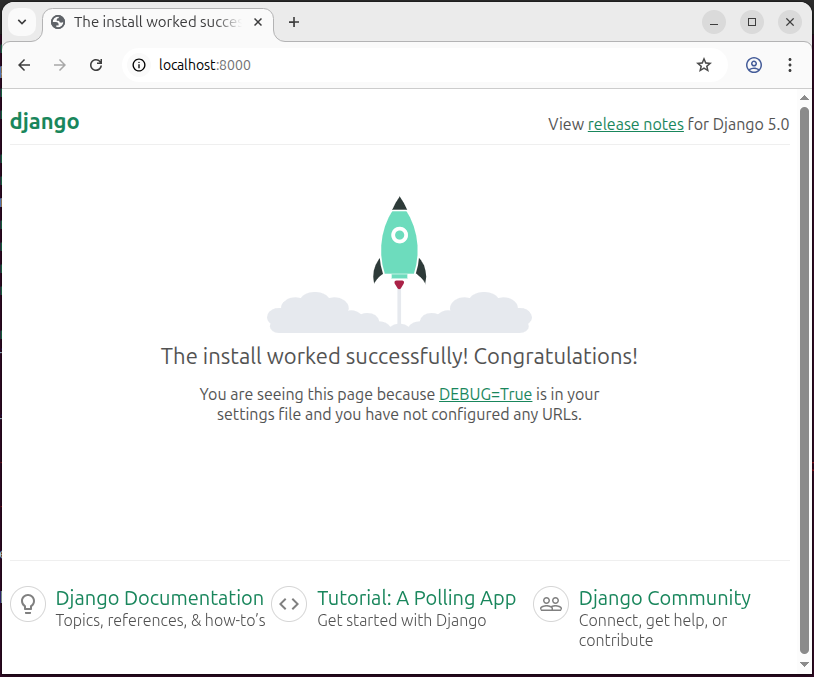 The install worked succes
localhost:8000
django
View release notes for Django 5.0
The install worked successfully! Congratulations!
You are seeing this page because DEBUG=True is in your
settings file and you have not configured any URLs.
Django Documentation
Topics, references, & how-to’s
Tutorial: A Polling App
Get started with Django
Django Community
Connect, get help, or
contribute